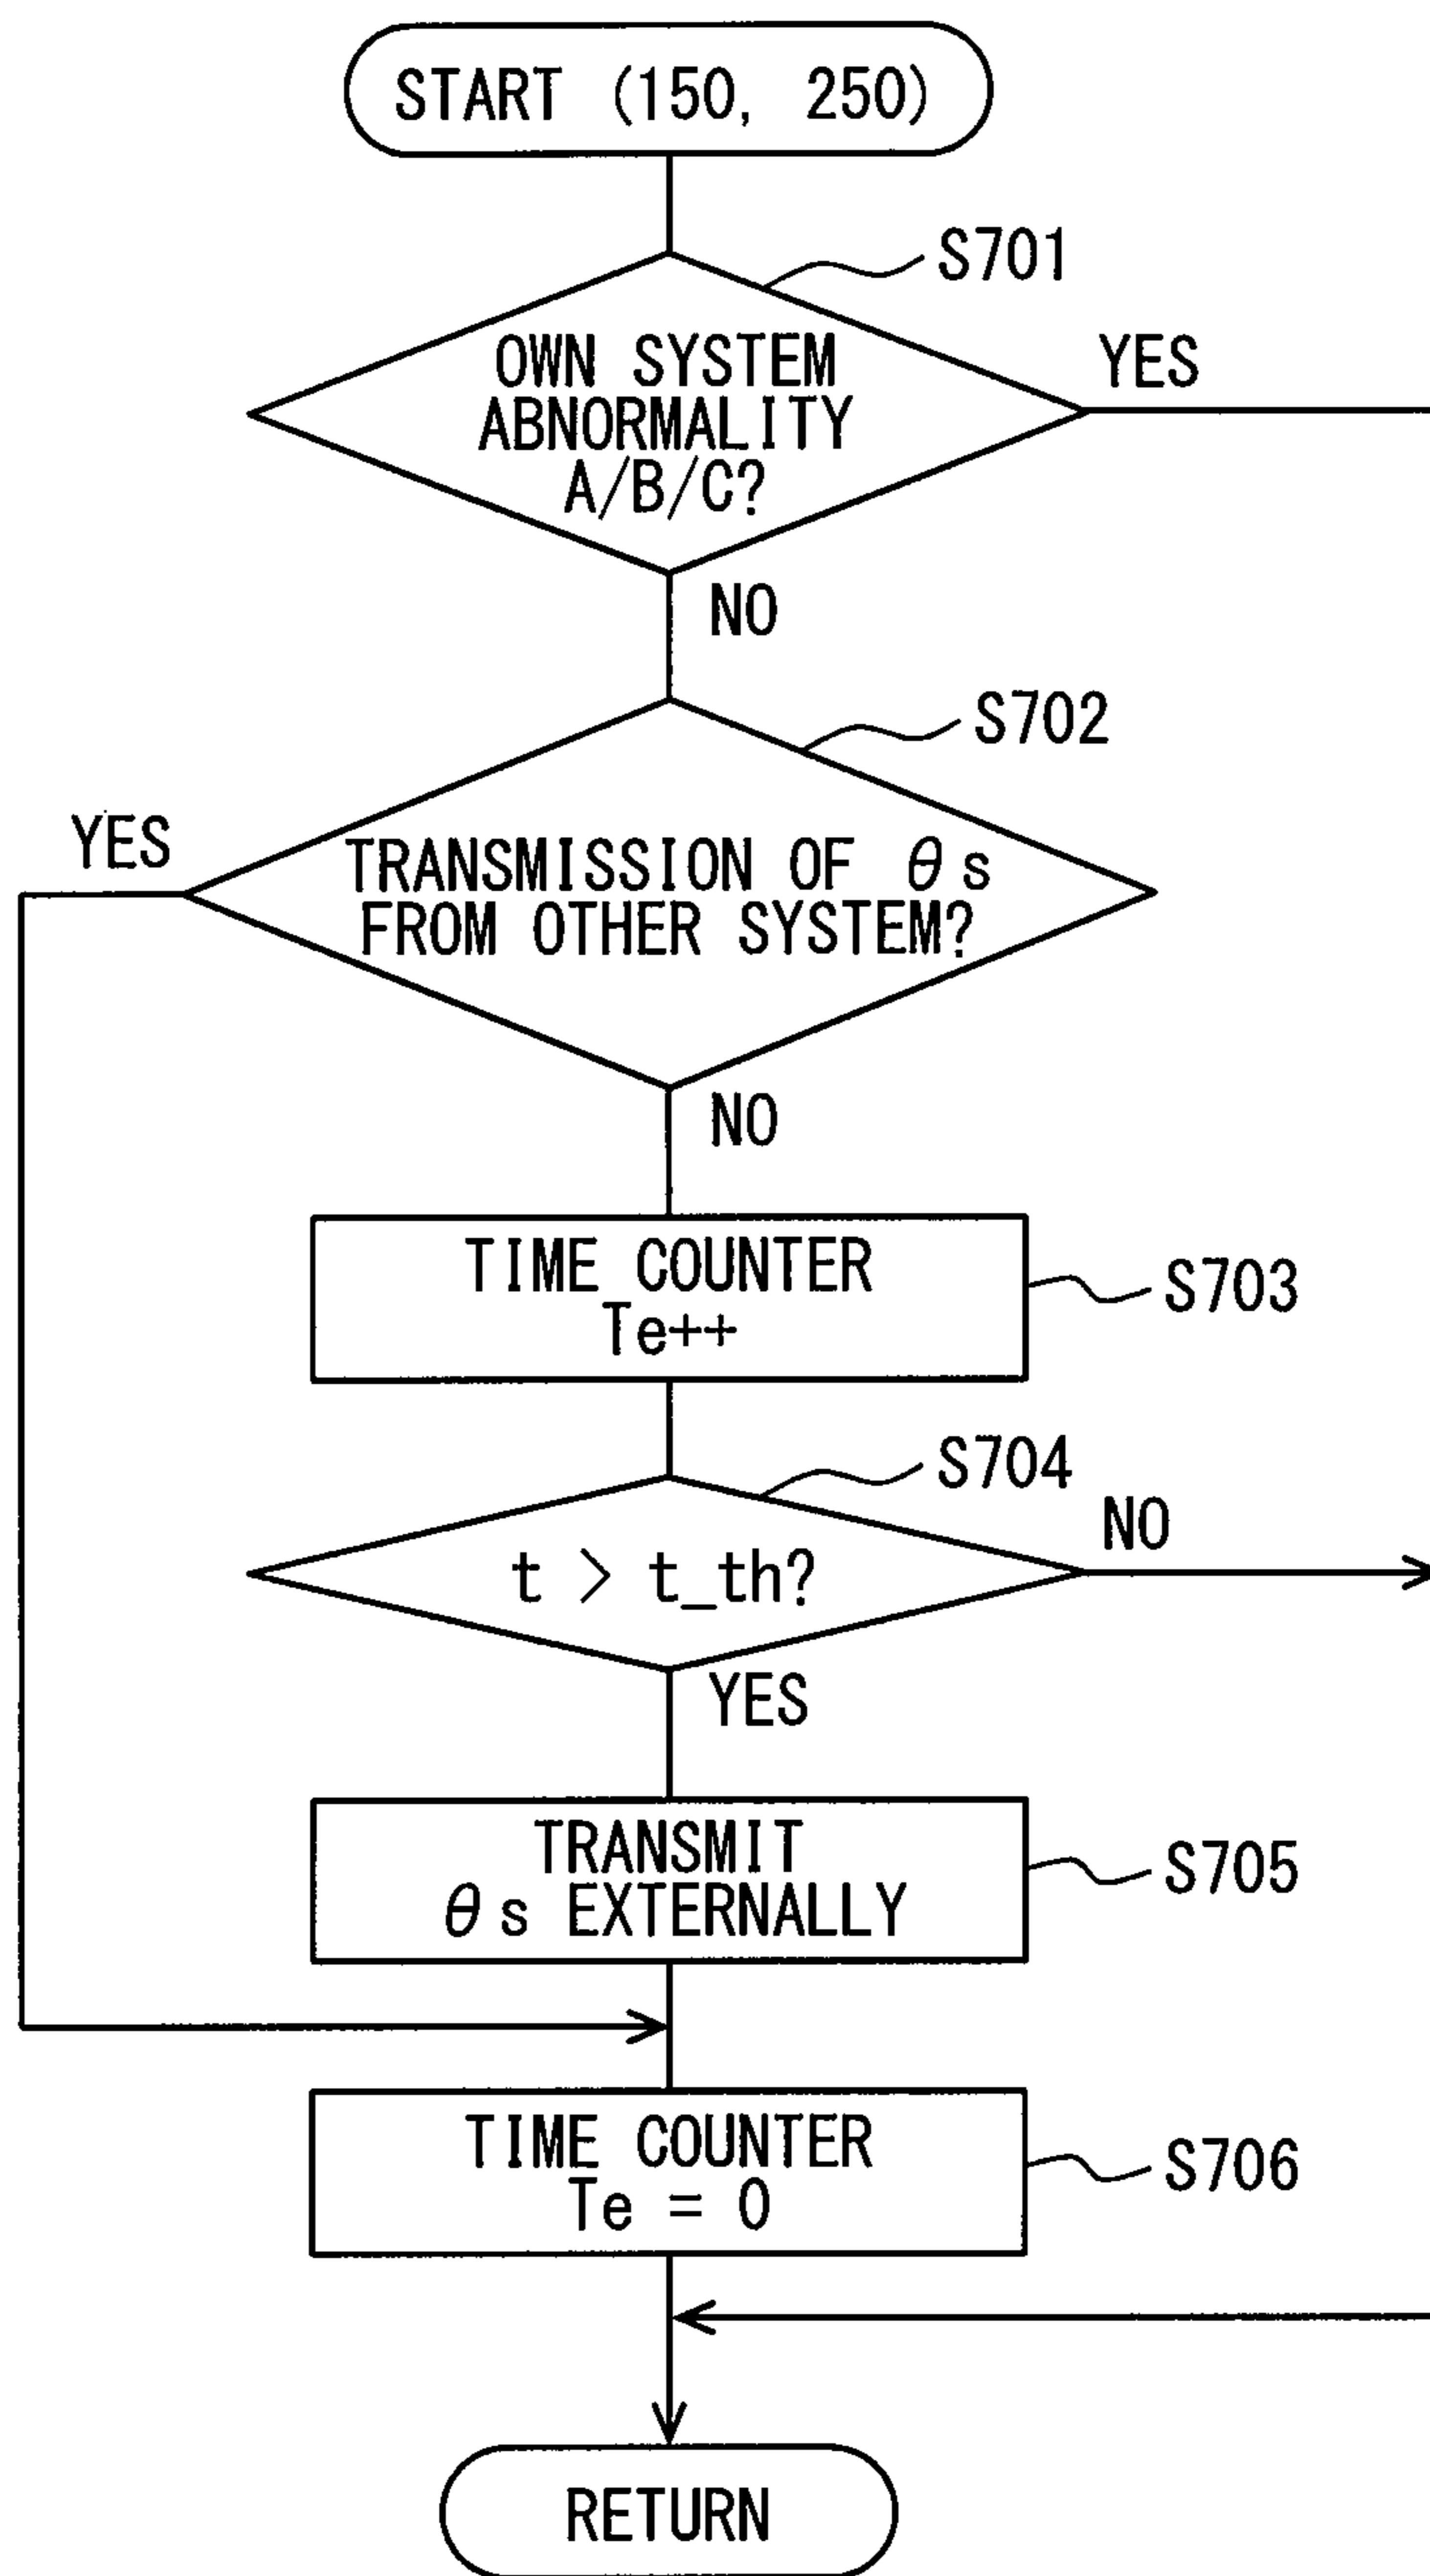 START (150, 250)
S701
OWN SYSTEM
ABNORMALITY
A/B/C?
YES
NO
S702
YES
TRANSMISSION OF θs
FROM OTHER SYSTEM?
NO
TIME COUNTER
Te++
S703
S704
t > t_th?
NO
YES
TRANSMIT
θs EXTERNALLY
S705
TIME COUNTER
Te = 0
S706
RETURN